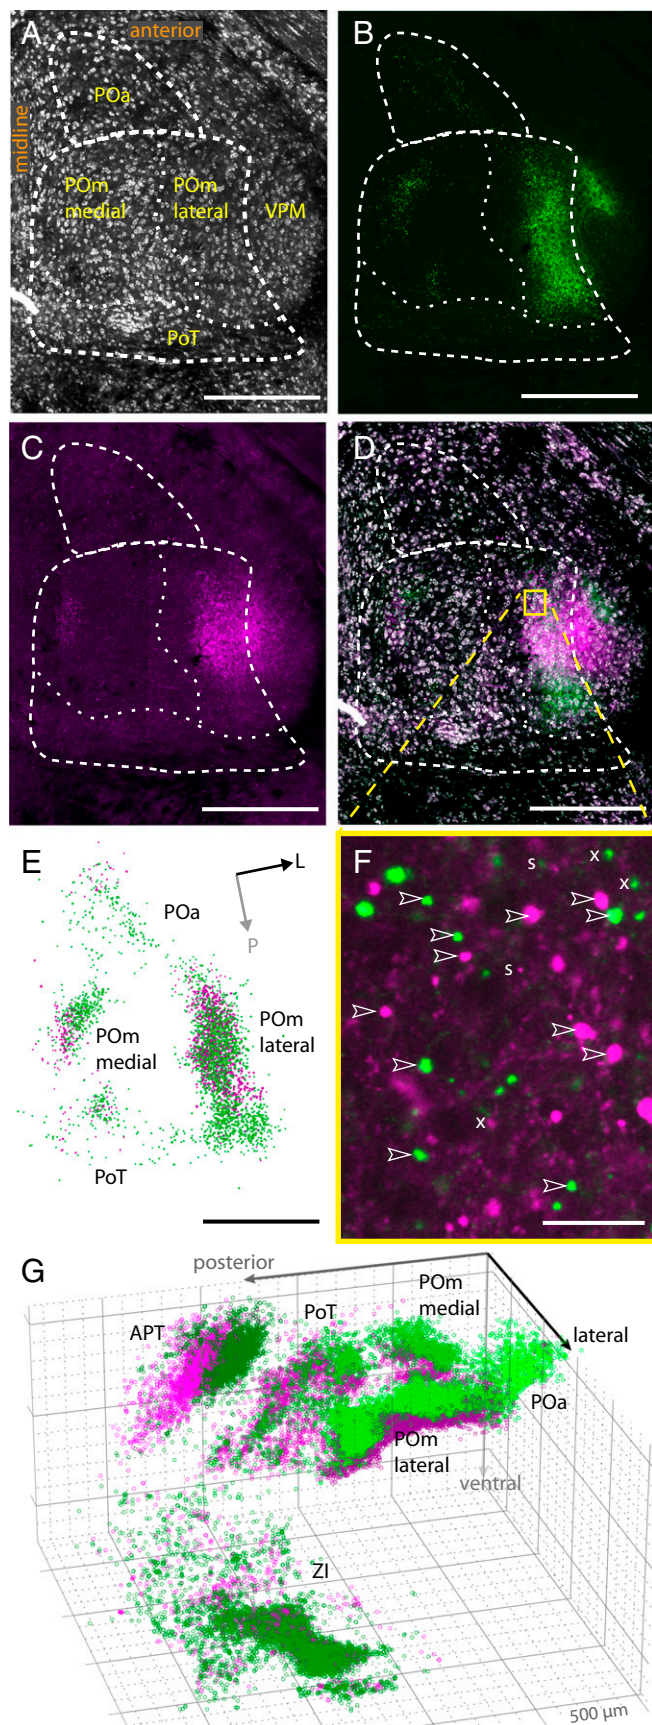 A
anterior
POa
midline
POm
medial
POm
lateral
VPM
PoT
B
C
D
E
L
P
POa
POm
medial
POm
lateral
PoT
F
s
x
x
s
x
G
posterior
POm
medial
PoT
APT
lateral
POa
POm
lateral
ventral
ZI
500 µm